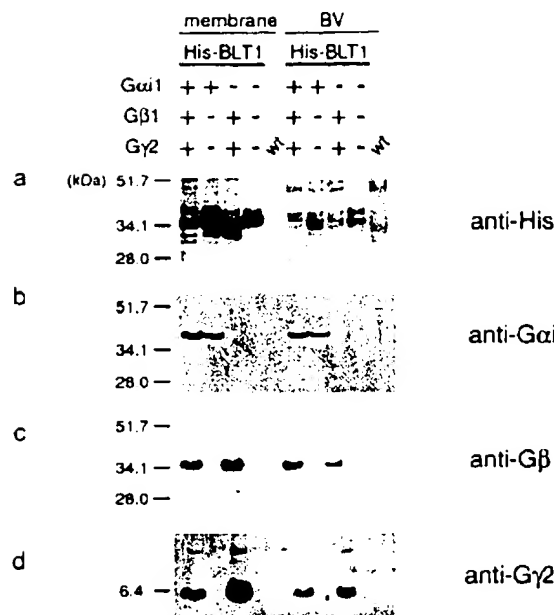 membrane BV
His-BLT1 His-BLT1
Gαi1 + + - - + + - -
Gβ1 + - + - + - + -
Gγ2 + - + - WT + - + - WT
a (kDa) 51.7
34.1 anti-His
28.0
b 51.7
34.1 anti-Gαi
28.0
c 51.7
34.1 anti-Gβ
28.0
d
6.4 anti-Gγ2